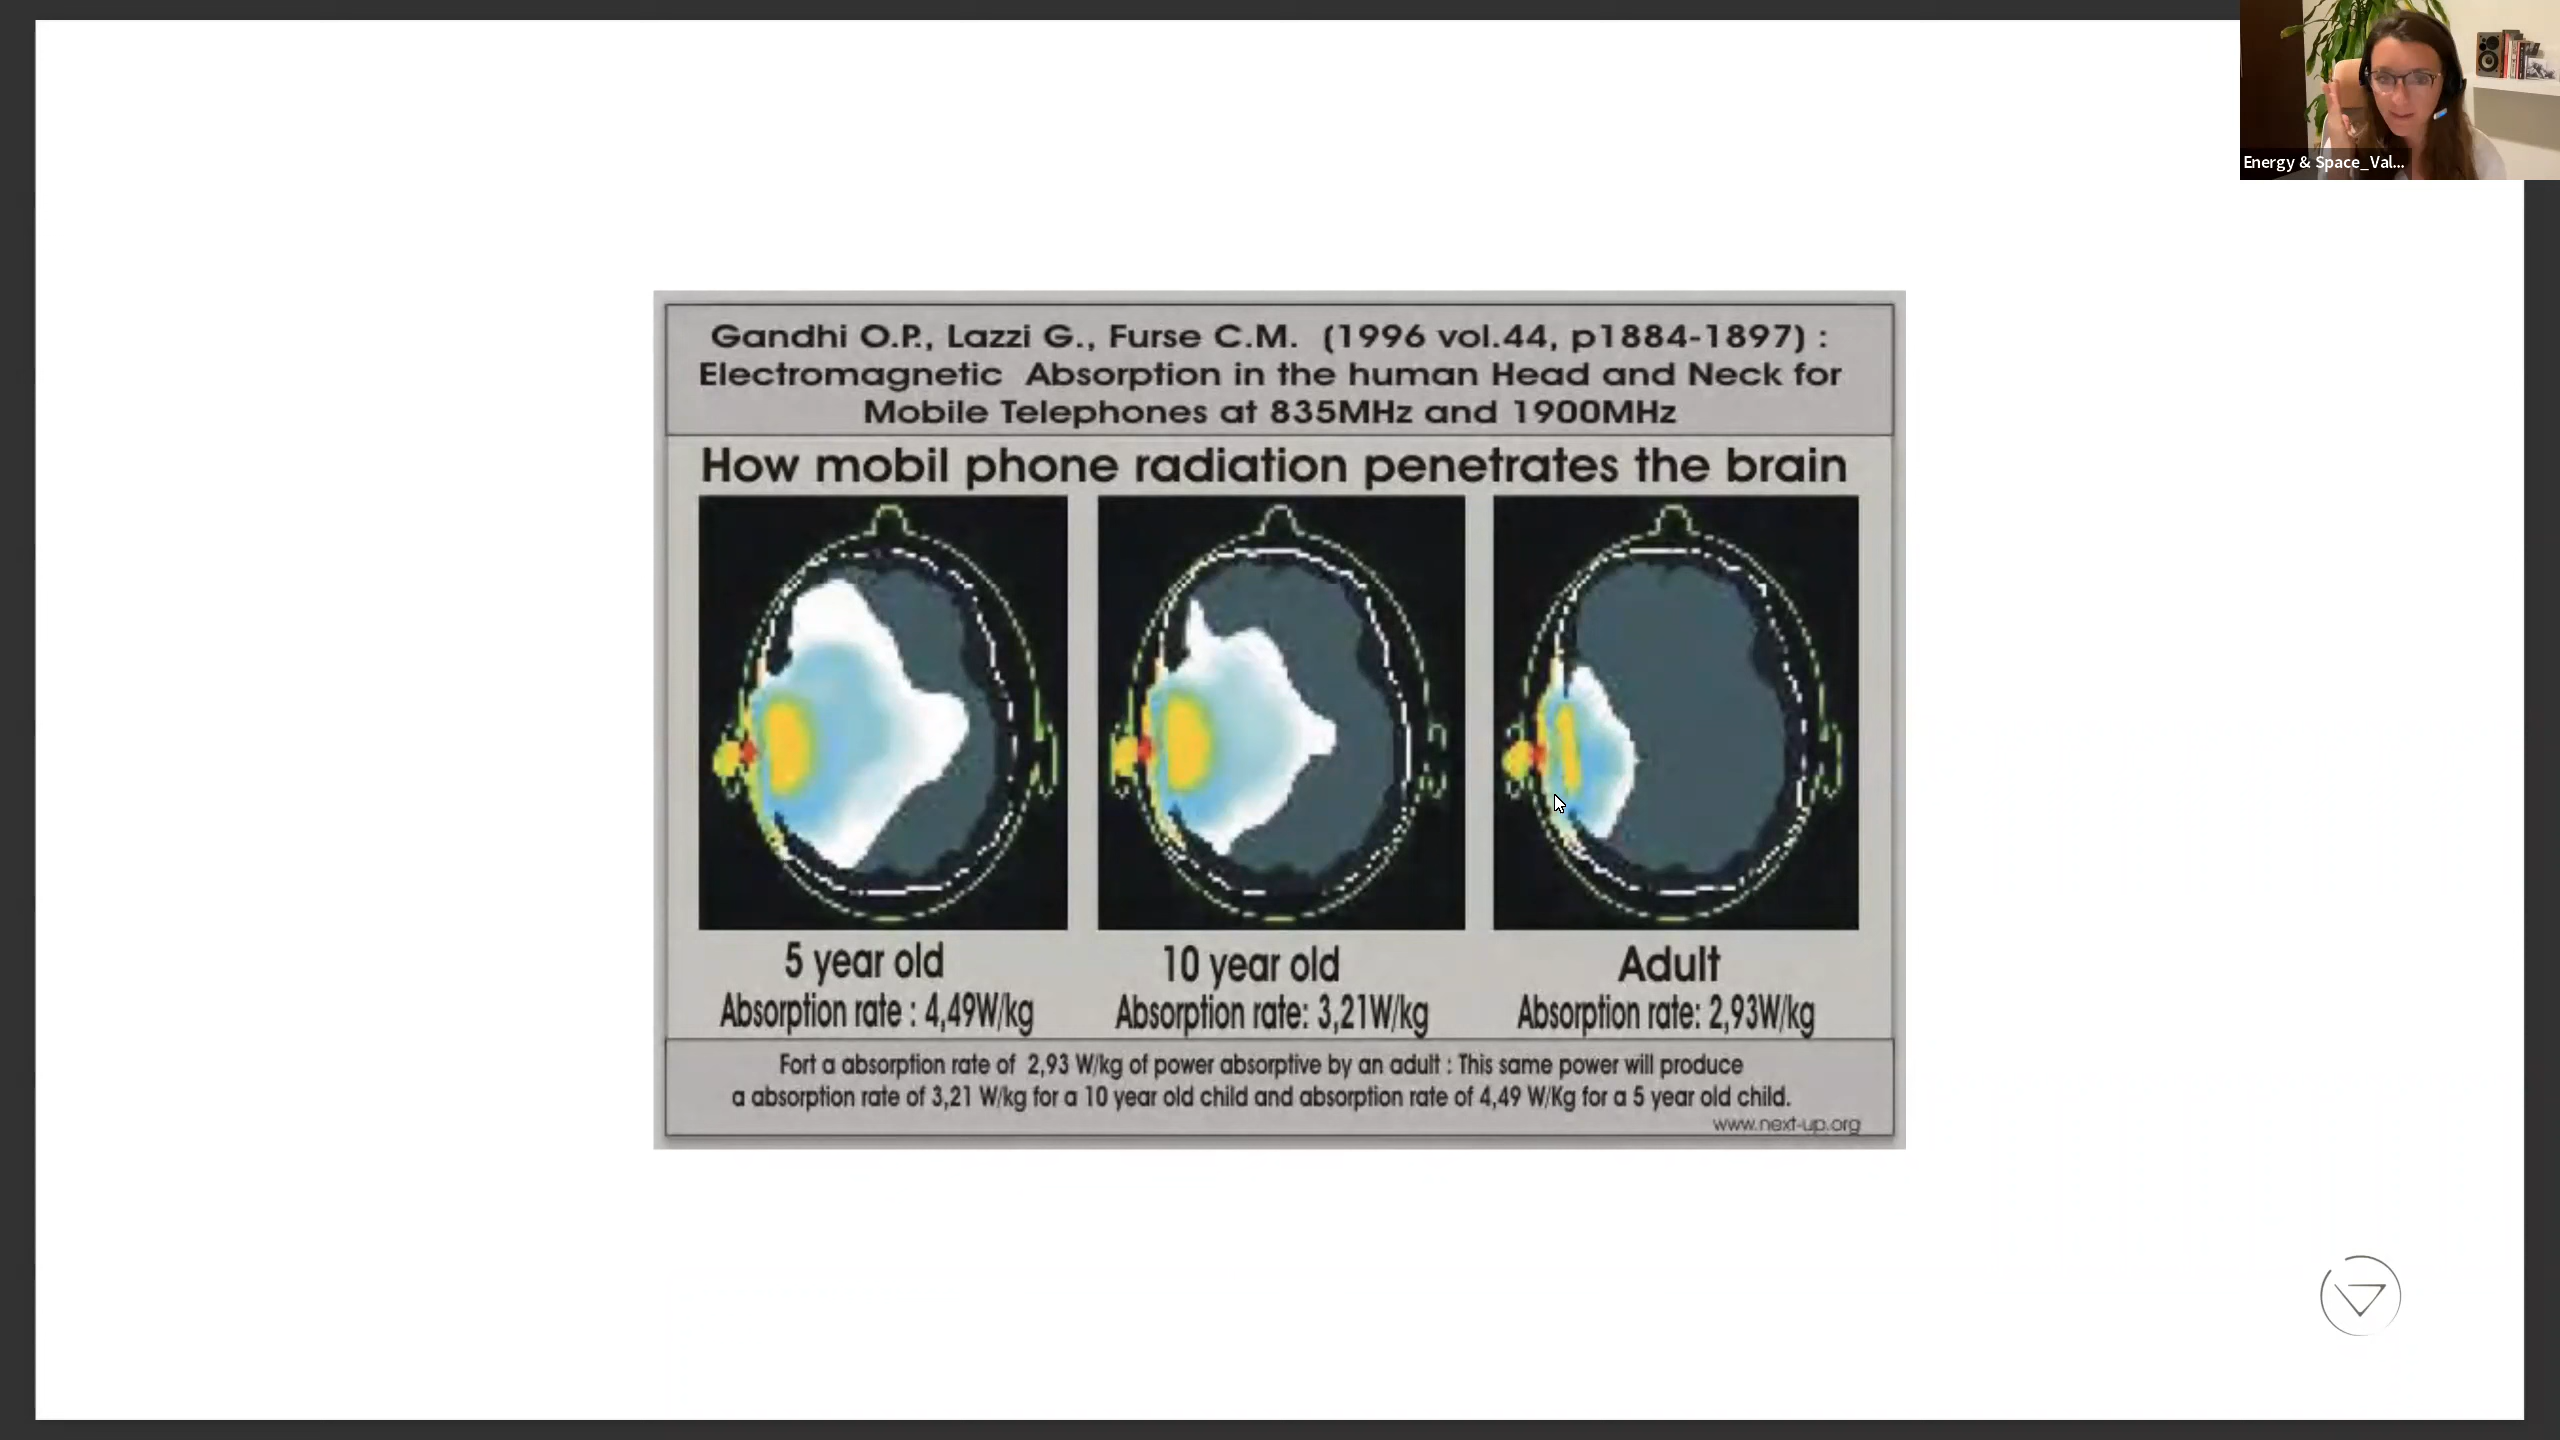 Energy & Space_Val...
Gandhi O.P., Lazzi G., Furse C.M. (1996 vol.44, p1884-1897) :
Electromagnetic Absorption in the human Head and Neck for
Mobile Telephones at 835MHz and 1900MHz
How mobil phone radiation penetrates the brain
5 year old
Absorption rate : 4,49W/kg
10 year old
Absorption rate: 3,21W/kg
Adult
Absorption rate: 2,93W/kg
Fort a absorption rate of 2,93 W/kg of power absorptive by an adult : This same power will produce
a absorption rate of 3,21 W/kg for a 10 year old child and absorption rate of 4,49 W/Kg for a 5 year old child.
www.next-up.org